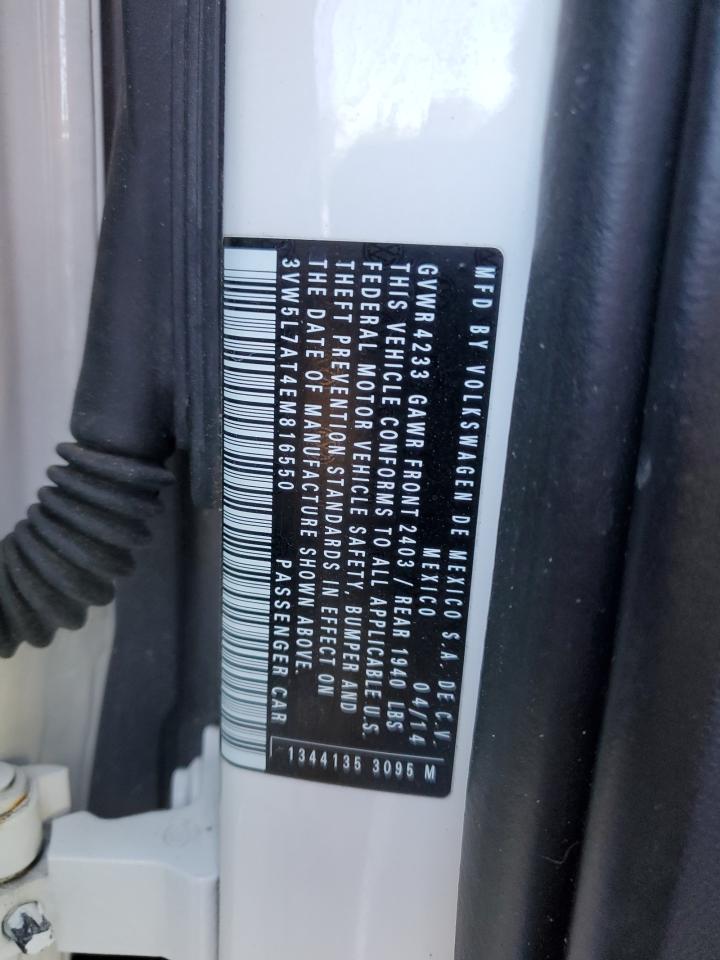 MFD BY VOLKSWAGEN DE MEXICO S.A. DE C.V.
MEXICO 04/14
GVWR 4233 GAWR FRONT 2403 / REAR 1940 LBS
THIS VEHICLE CONFORMS TO ALL APPLICABLE U.S.
FEDERAL MOTOR VEHICLE SAFETY, BUMPER AND
THEFT PREVENTION STANDARDS IN EFFECT ON
THE DATE OF MANUFACTURE SHOWN ABOVE.
3VW5L7AT4EM816550 PASSENGER CAR
1344135 3095 M